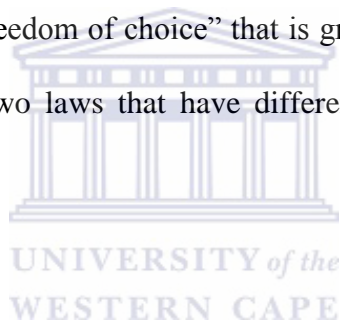 eedom of choice” that is gr
wo laws that have differe
UNIVERSITY of the
WESTERN CAPE